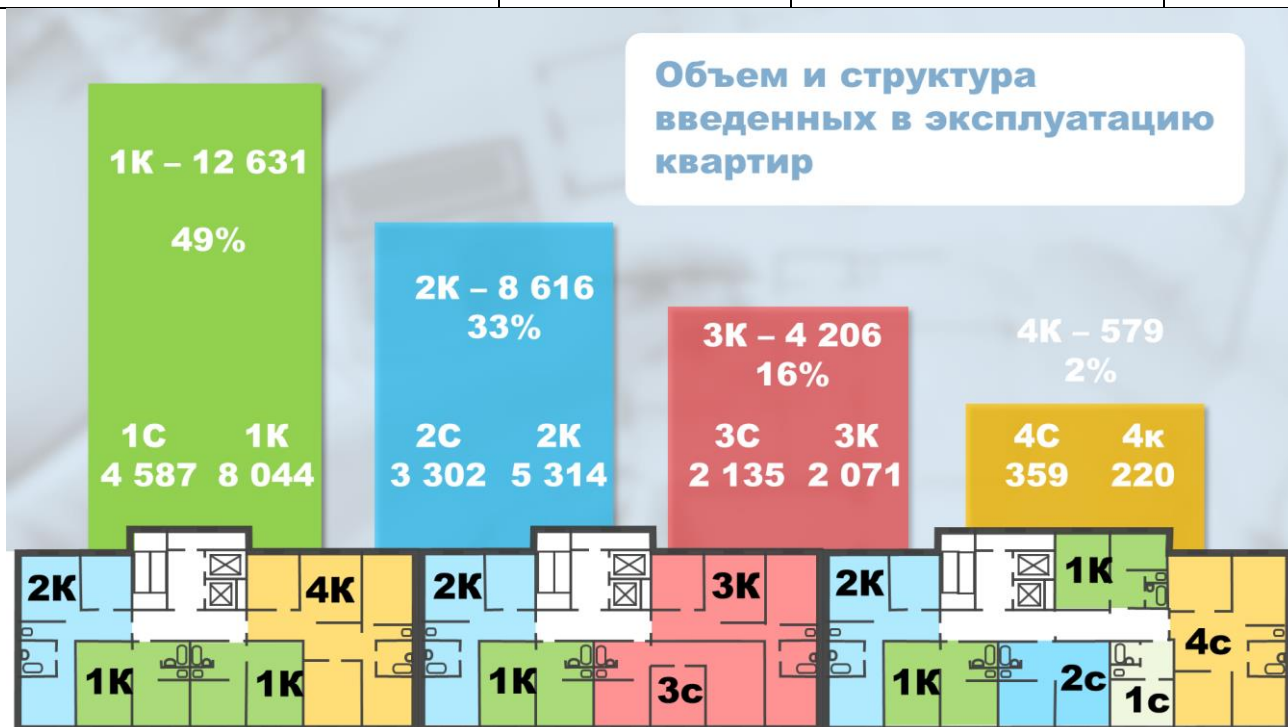 Объем и структура
введенных в эксплуатацию
квартир
1К – 12 631
49%
1С 1К
4 587 8 044
2К – 8 616
33%
2С 2К
3 302 5 314
3К – 4 206
16%
3С 3К
2 135 2 071
4К – 579
2%
4С 4к
359 220
2К 4К 2К 3К 2К 1К
1К 1К 1К 3с 1К 2с 1с 4с